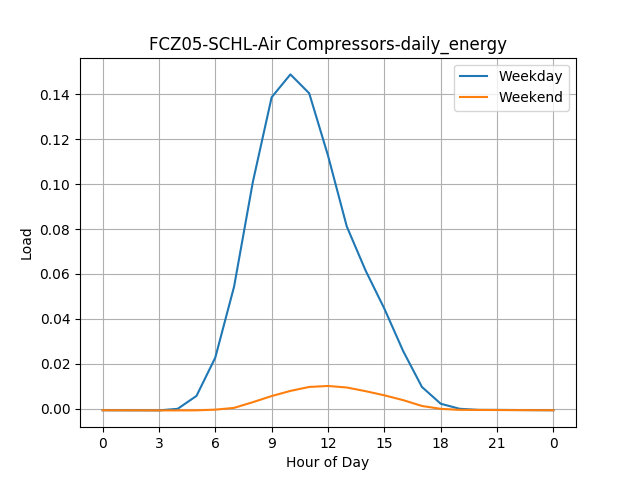 FCZ05-SCHL-Air Compressors-daily_energy
Weekday
Weekend
0.14
0.12
0.10
0.08
0.06
0.04
0.02
0.00
Load
0 3 6 9 12 15 18 21 0
Hour of Day